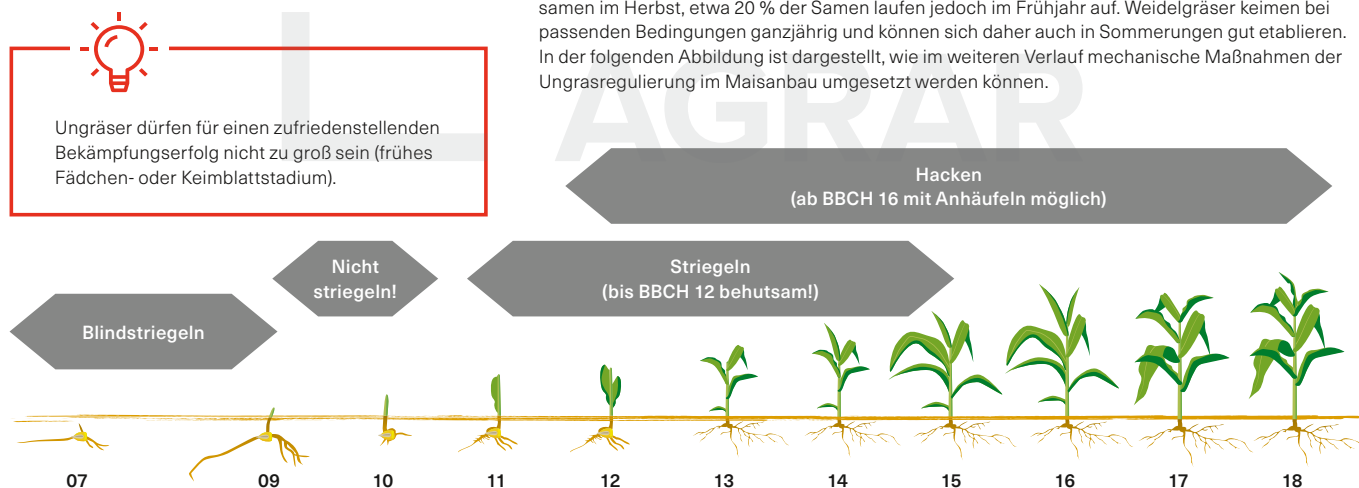 samen im Herbst, etwa 20 % der Samen laufen jedoch im Frühjahr auf. Weidelgräser keimen bei
passenden Bedingungen ganzjährig und können sich daher auch in Sommerungen gut etablieren.
In der folgenden Abbildung ist dargestellt, wie im weiteren Verlauf mechanische Maßnahmen der
Ungrasregulierung im Maisanbau umgesetzt werden können.
L AGRAR
Ungräser dürfen für einen zufriedenstellenden
Bekämpfungserfolg nicht zu groß sein (frühes
Fädchen- oder Keimblattstadium).
Hacken
(ab BBCH 16 mit Anhäufeln möglich)
Nicht
striegeln!
Striegeln
(bis BBCH 12 behutsam!)
Blindstriegeln
07 09 10 11 12 13 14 15 16 17 18